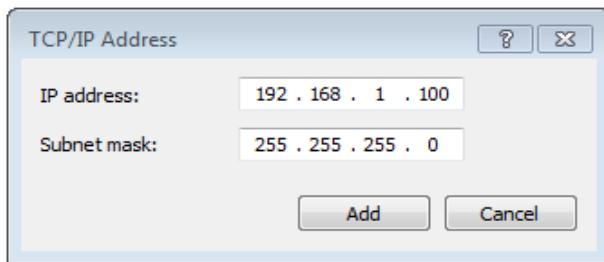 TCP/IP Address
IP address: 192 . 168 . 1 . 100
Subnet mask: 255 . 255 . 255 . 0
Add Cancel